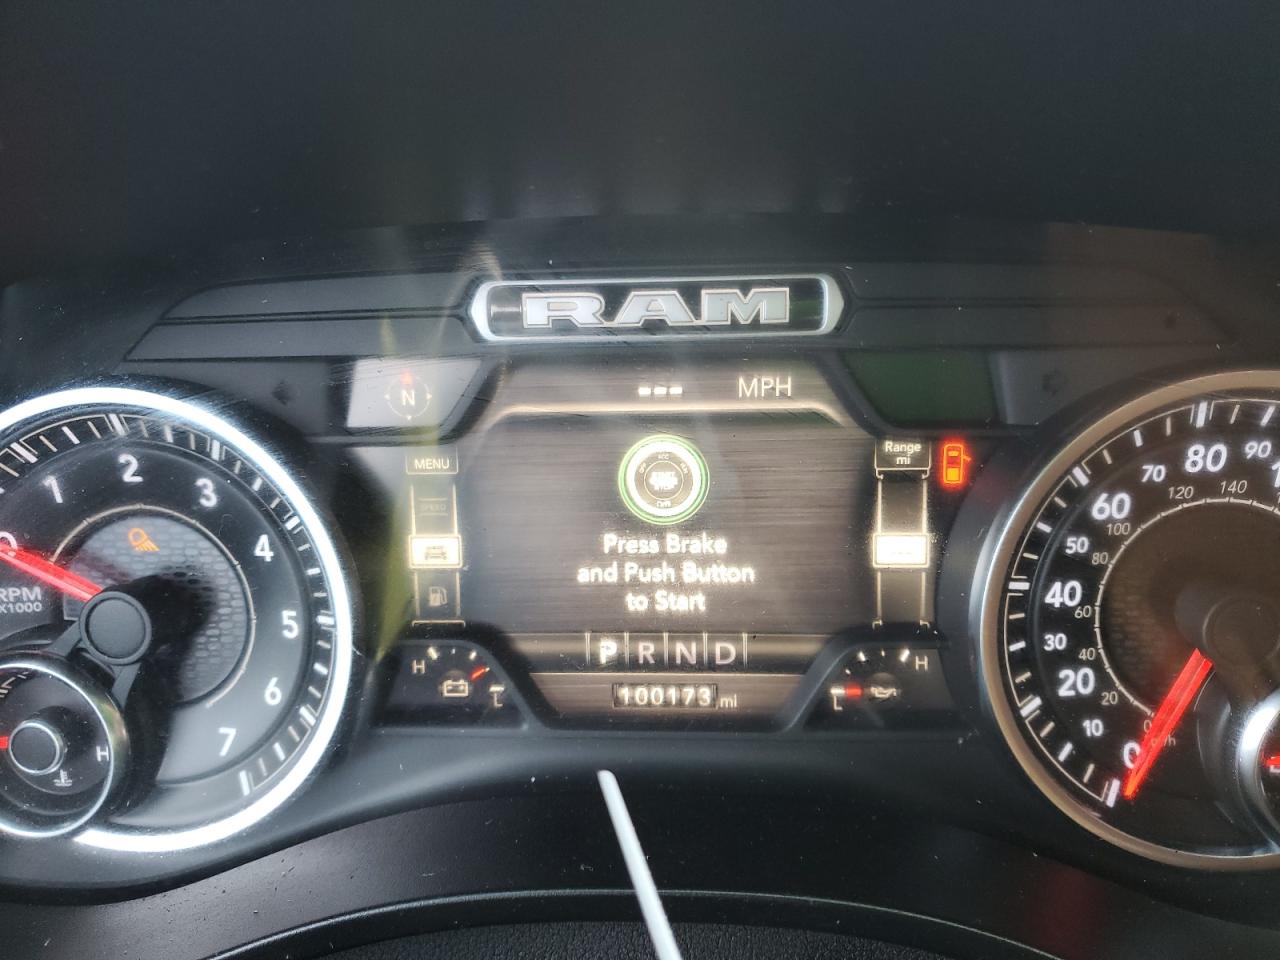 RAM
--- MPH
N
MENU
Range
mi
Press Brake
and Push Button
to Start
P R N D
100173 mi
H
L
H
L
0
1
2
3
4
5
6
7
RPM
X1000
H
0
10
20
30
40
50
60
70
80
90
20
40
60
80
100
120
140